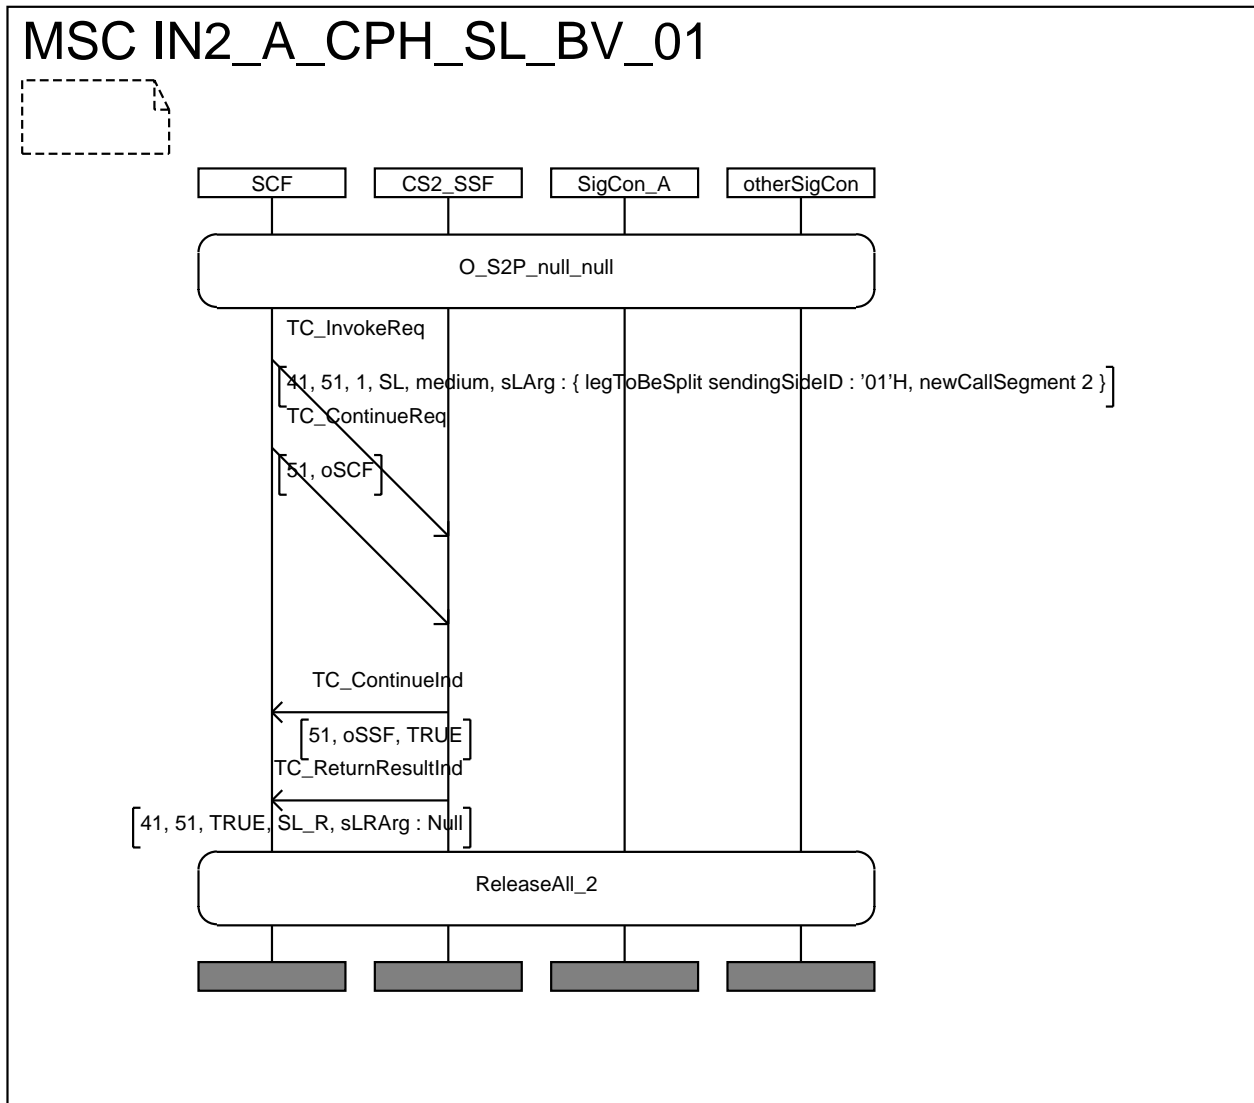 MSC IN2_A_CPH_SL_BV_01
SCF CS2_SSF SigCon_A otherSigCon
O_S2P_null_null
TC_InvokeReq
41, 51, 1, SL, medium, sLArg : { legToBeSplit sendingSideID : '01'H, newCallSegment 2 }
TC_ContinueReq
51, oSCF
TC_ContinueInd
51, oSSF, TRUE
TC_ReturnResultInd
41, 51, TRUE, SL_R, sLRArg : Null
ReleaseAll_2